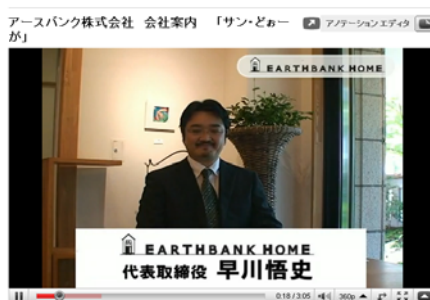 アースバンク株式会社　会社案内　「サン・どぉー
が」
アノテーション エディタ
EARTHBANK HOME
EARTHBANK HOME
代表取締役 早川悟史
0:18 / 3:05
360p